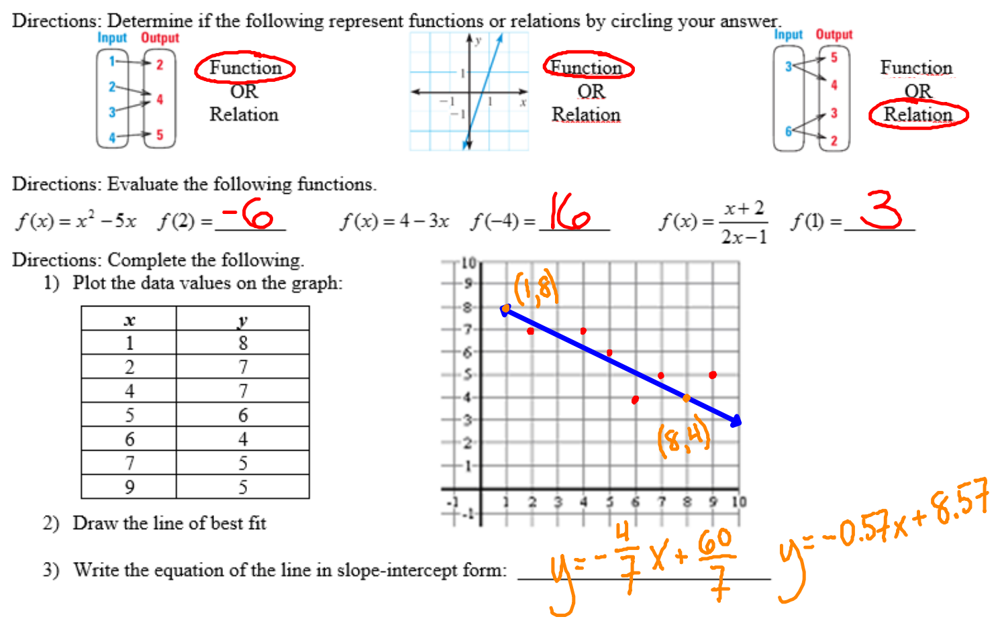 Directions: Determine if the following represent functions or relations by circling your answer.
Input Output
1 2
2 4
3 5
4
Function
OR
Relation
y
1
-1 1 x
-1
Function
OR
Relation
Input Output
3 5
4
6 3
2
Function
OR
Relation
Directions: Evaluate the following functions.
f(x) = x² – 5x f(2) = -6
f(x) = 4 – 3x f(–4) = 16
f(x) = (x+2)/(2x–1) f(1) = 3
Directions: Complete the following.
1) Plot the data values on the graph:
x y
1 8
2 7
4 7
5 6
6 4
7 5
9 5
10
9
8
7
6
5
4
3
2
1
-1 1 2 3 4 5 6 7 8 9 10
-1
(1,8)
(8,4)
2) Draw the line of best fit
3) Write the equation of the line in slope-intercept form: y = -4/7 x + 60/7
y = -0.57x + 8.57